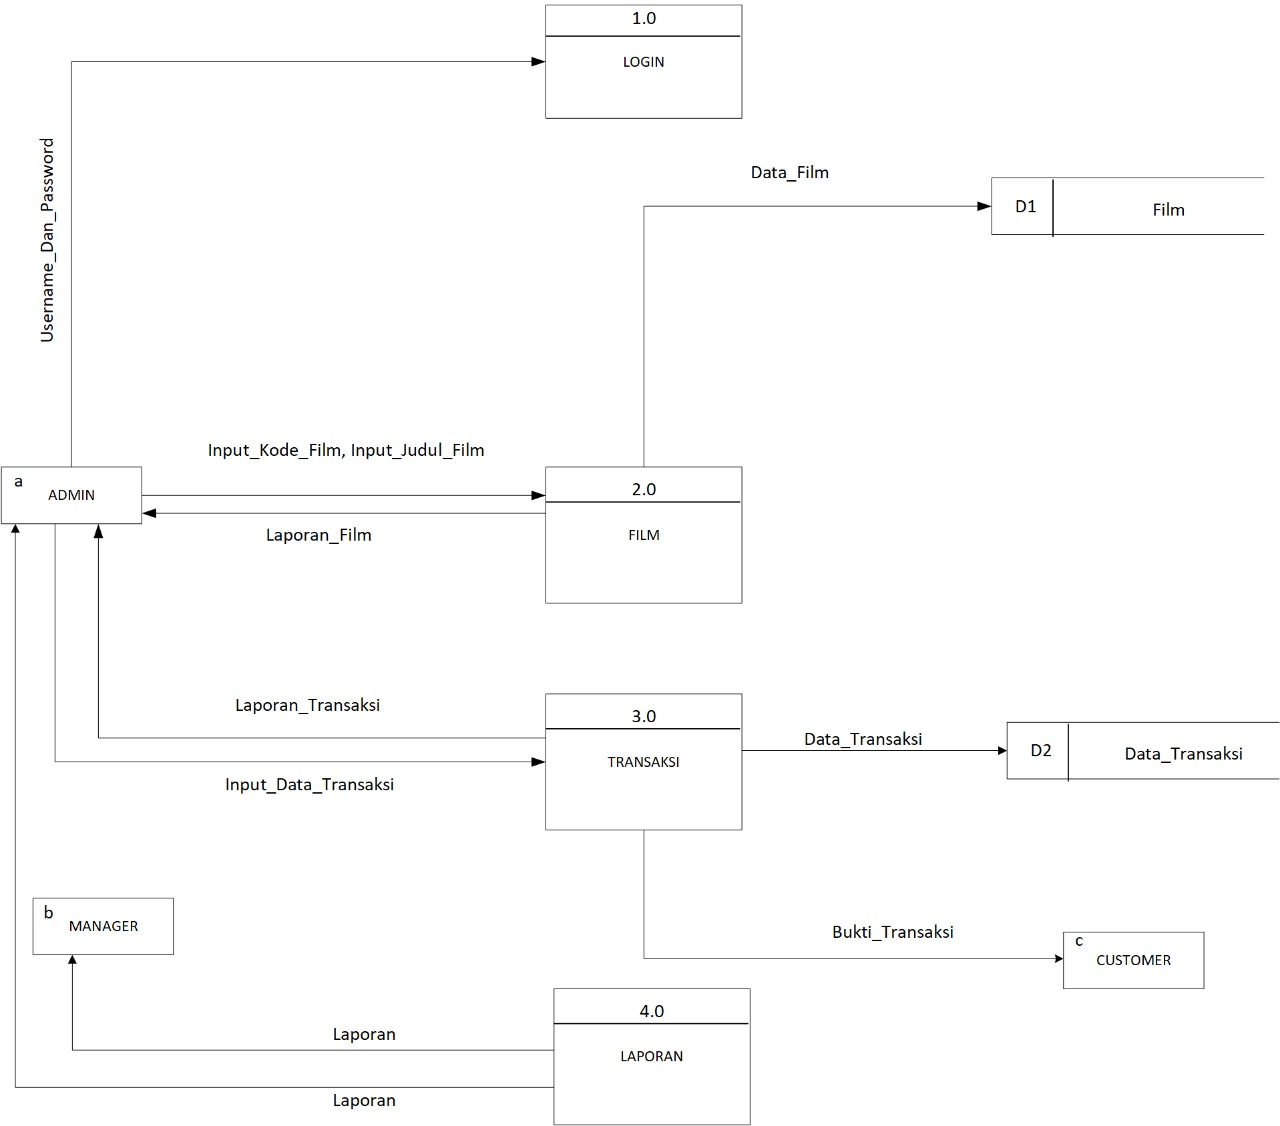 1.0
LOGIN
Username_Dan_Password
Data_Film
D1
Film
Input_Kode_Film, Input_Judul_Film
a
ADMIN
2.0
FILM
Laporan_Film
Laporan_Transaksi
3.0
TRANSAKSI
Input_Data_Transaksi
Data_Transaksi
D2
Data_Transaksi
b
MANAGER
Bukti_Transaksi
c
CUSTOMER
4.0
LAPORAN
Laporan
Laporan